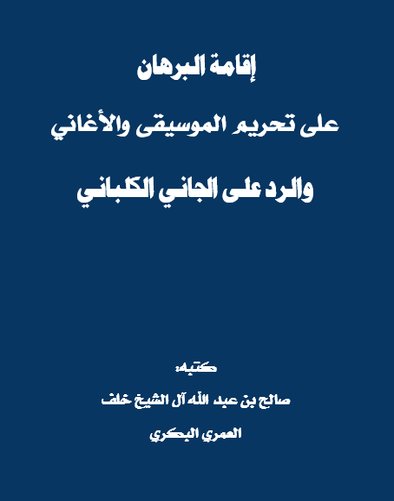 إقامة البرهان
على تحريم الموسيقى والأغاني
والرد على الجاني الكلباني
كتبه:
صالح بن عبد الله آل الشيخ خلف
العمري البكري